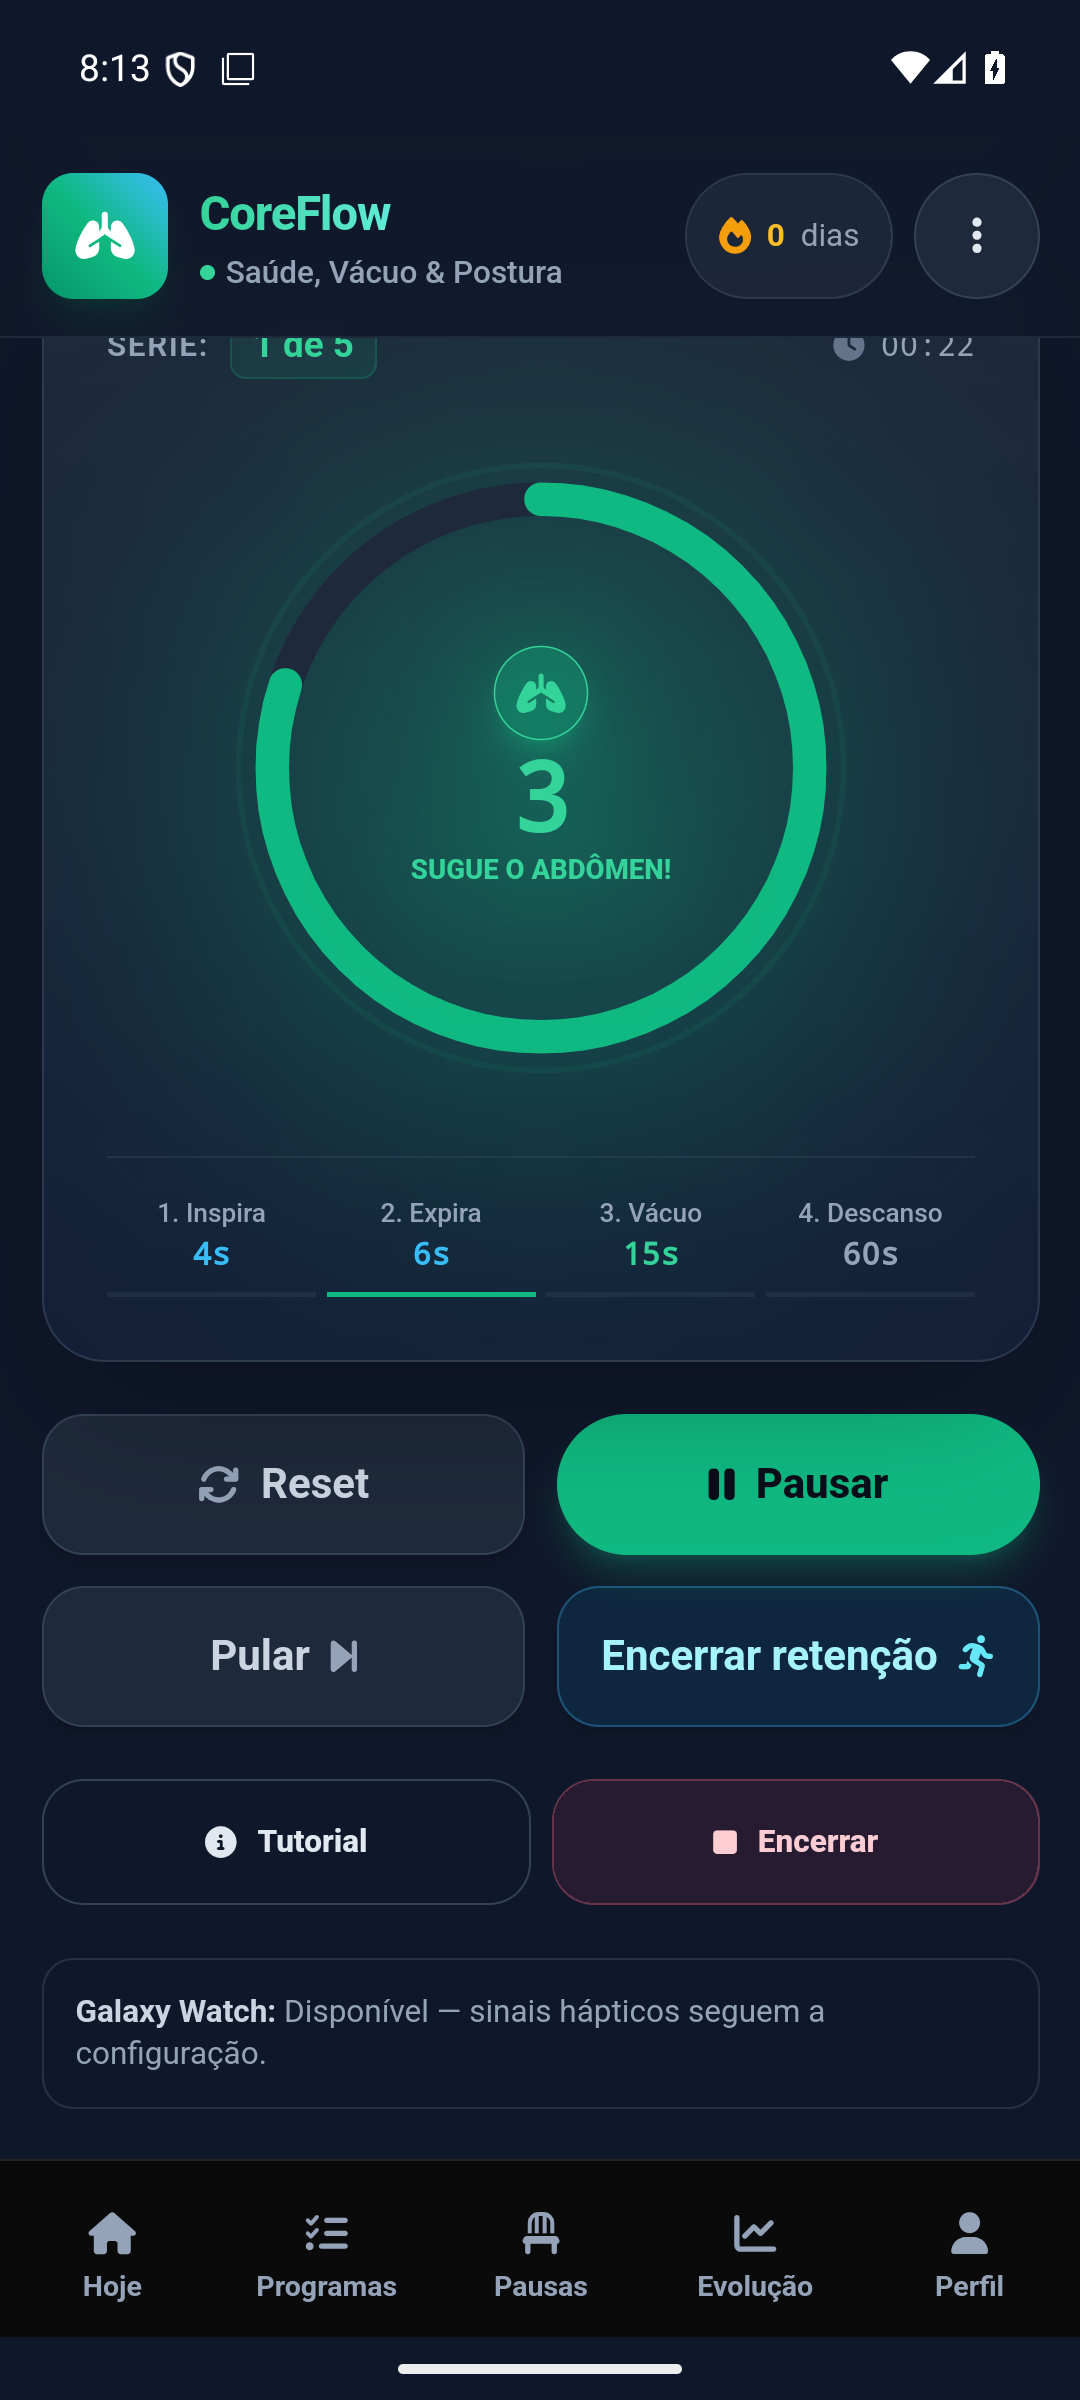 8:13
CoreFlow
Saúde, Vácuo & Postura
0 dias
SÉRIE: 1 de 5 00:22
3
SUGUE O ABDÔMEN!
1. Inspira 2. Expira 3. Vácuo 4. Descanso
4s 6s 15s 60s
Reset Pausar
Pular Encerrar retenção
Tutorial Encerrar
Galaxy Watch: Disponível — sinais hápticos seguem a
configuração.
Hoje Programas Pausas Evolução Perfil